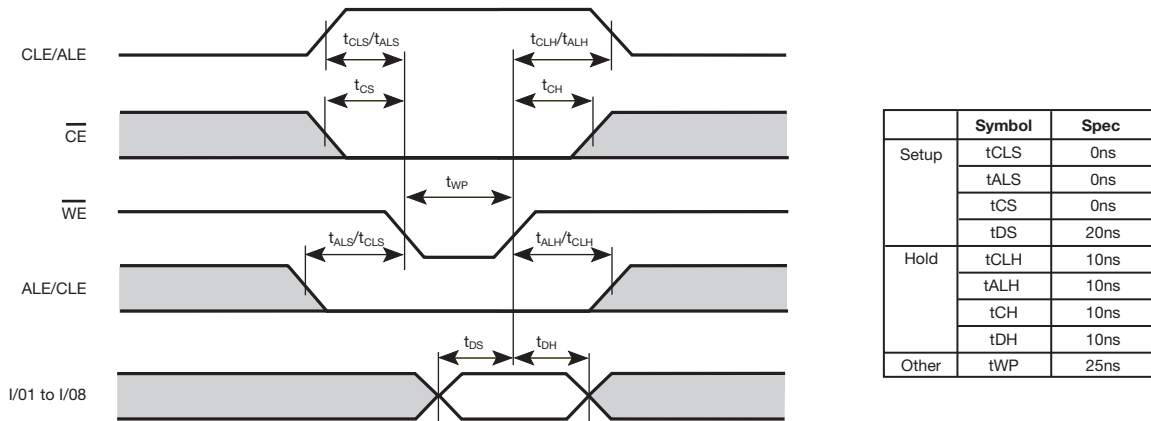 CLE/ALE
tCLS/tALS
tCLH/tALH
tCS
tCH
CE
tWP
WE
tALS/tCLS
tALH/tCLH
ALE/CLE
tDS
tDH
I/01 to I/08
Symbol Spec
Setup tCLS 0ns
tALS 0ns
tCS 0ns
tDS 20ns
Hold tCLH 10ns
tALH 10ns
tCH 10ns
tDH 10ns
Other tWP 25ns